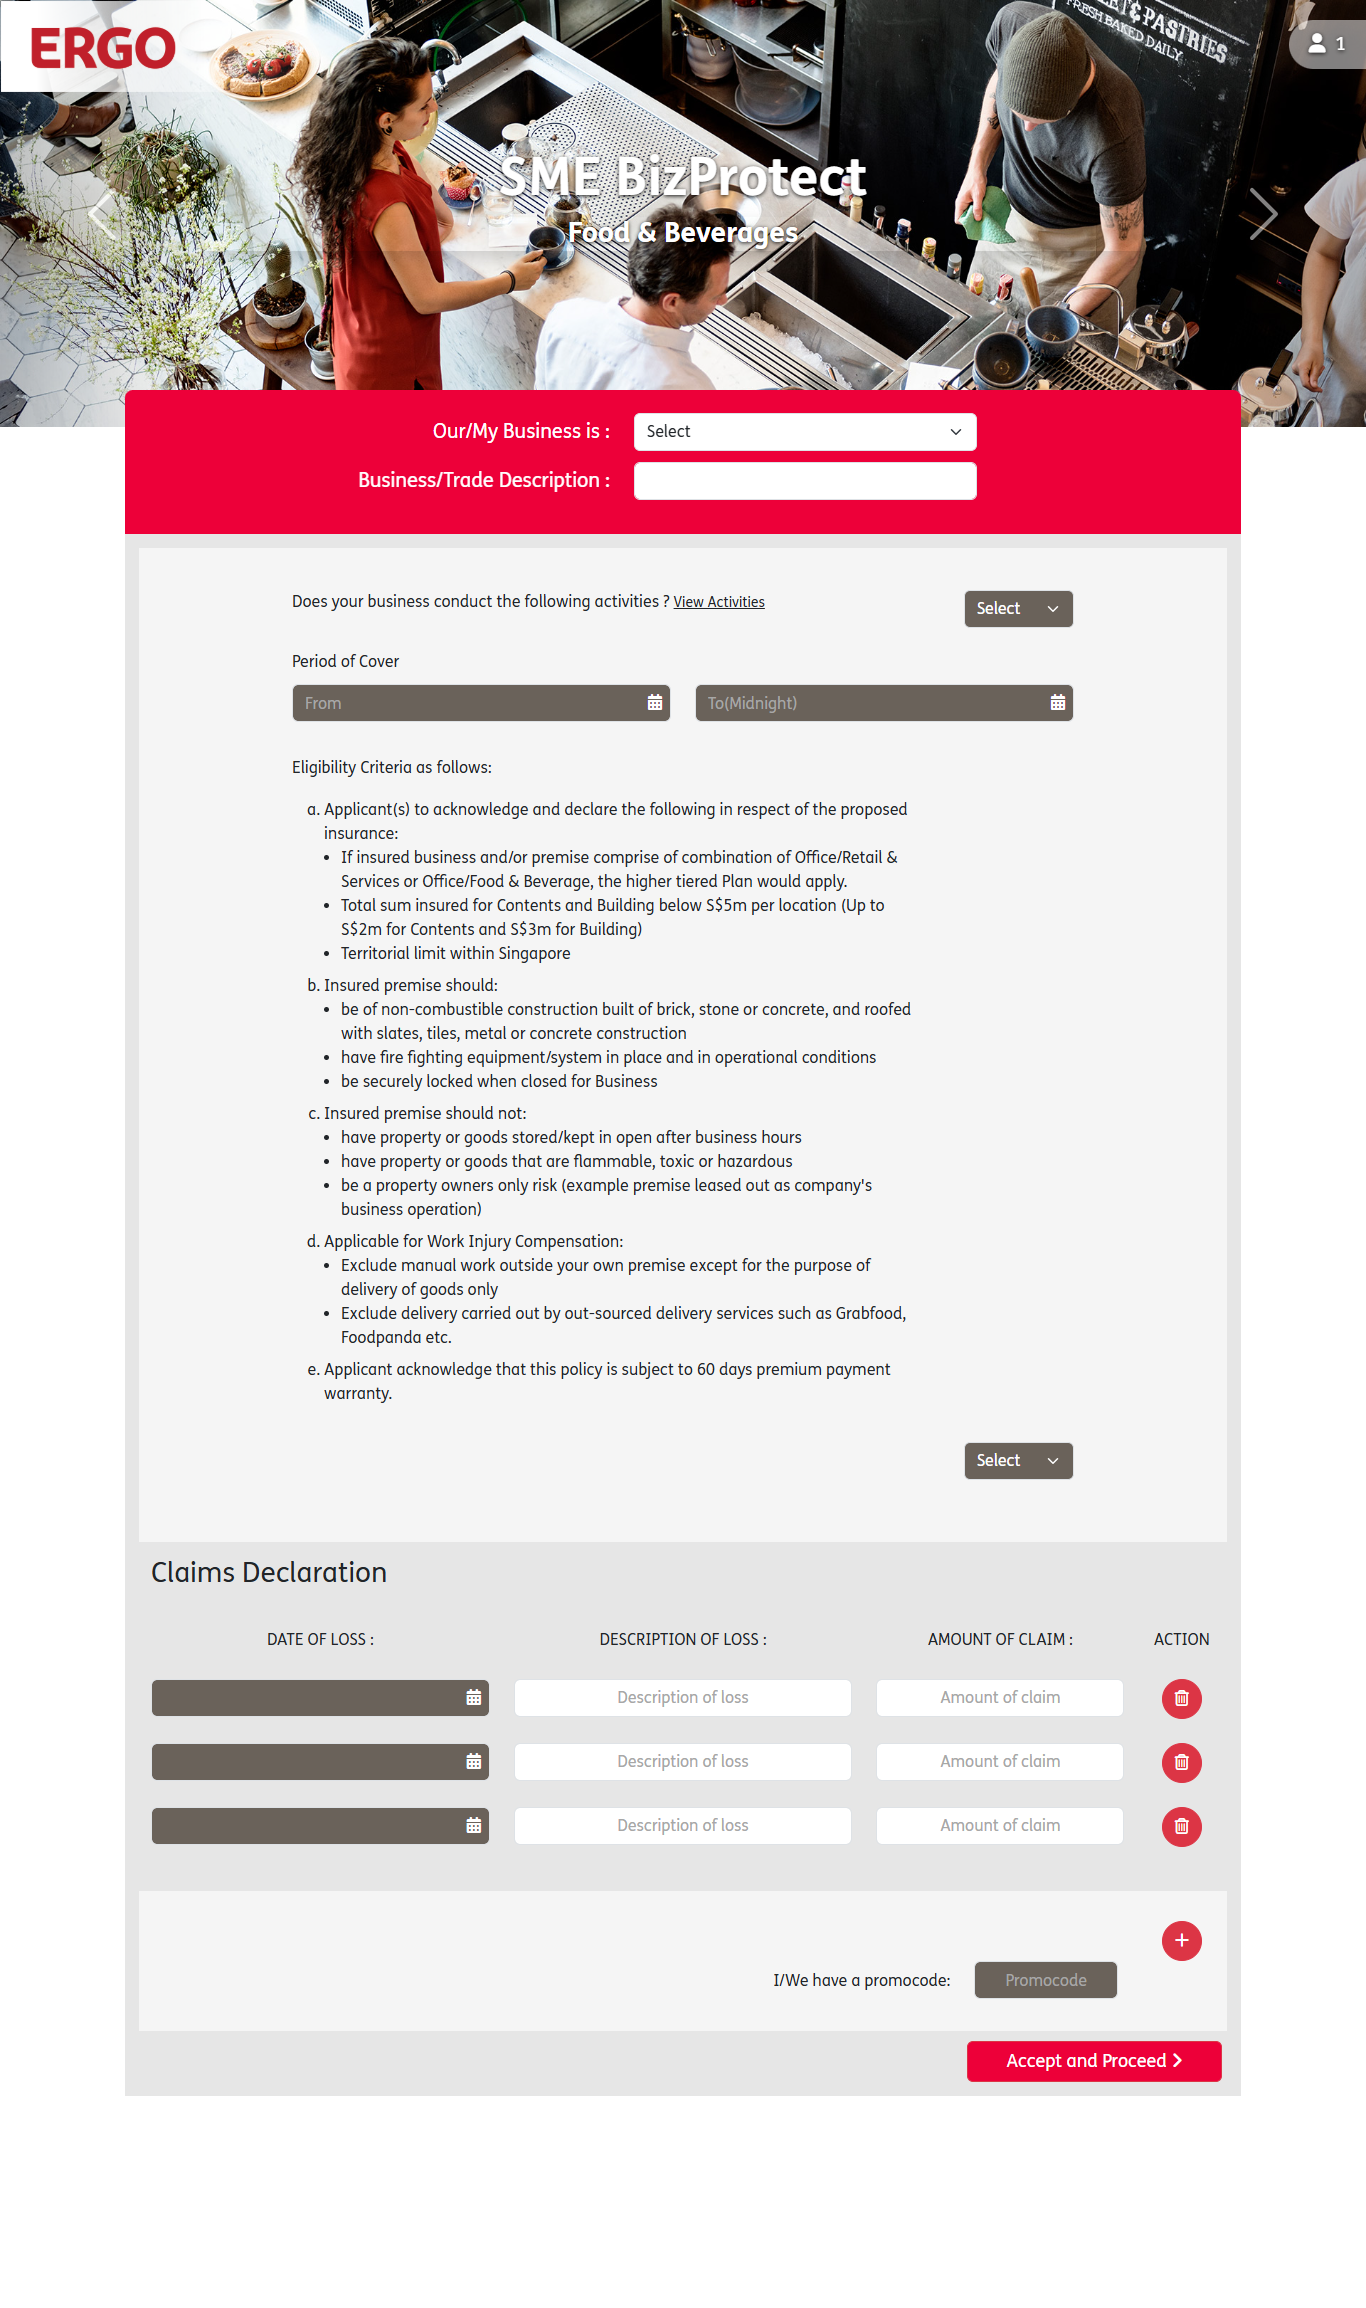 ERGO
& PASTRIES
FRESH BAKED DAILY
1
SME BizProtect
Food & Beverages
Our/My Business is :
Select
Business/Trade Description :
Does your business conduct the following activities ? View Activities
Select
Period of Cover
From
To(Midnight)
Eligibility Criteria as follows:
a. Applicant(s) to acknowledge and declare the following in respect of the proposed
insurance:
• If insured business and/or premise comprise of combination of Office/Retail &
Services or Office/Food & Beverage, the higher tiered Plan would apply.
• Total sum insured for Contents and Building below S$5m per location (Up to
S$2m for Contents and S$3m for Building)
• Territorial limit within Singapore
b. Insured premise should:
• be of non-combustible construction built of brick, stone or concrete, and roofed
with slates, tiles, metal or concrete construction
• have fire fighting equipment/system in place and in operational conditions
• be securely locked when closed for Business
c. Insured premise should not:
• have property or goods stored/kept in open after business hours
• have property or goods that are flammable, toxic or hazardous
• be a property owners only risk (example premise leased out as company's
business operation)
d. Applicable for Work Injury Compensation:
• Exclude manual work outside your own premise except for the purpose of
delivery of goods only
• Exclude delivery carried out by out-sourced delivery services such as Grabfood,
Foodpanda etc.
e. Applicant acknowledge that this policy is subject to 60 days premium payment
warranty.
Select
Claims Declaration
DATE OF LOSS :
DESCRIPTION OF LOSS :
AMOUNT OF CLAIM :
ACTION
Description of loss
Amount of claim
Description of loss
Amount of claim
Description of loss
Amount of claim
I/We have a promocode:
Promocode
Accept and Proceed